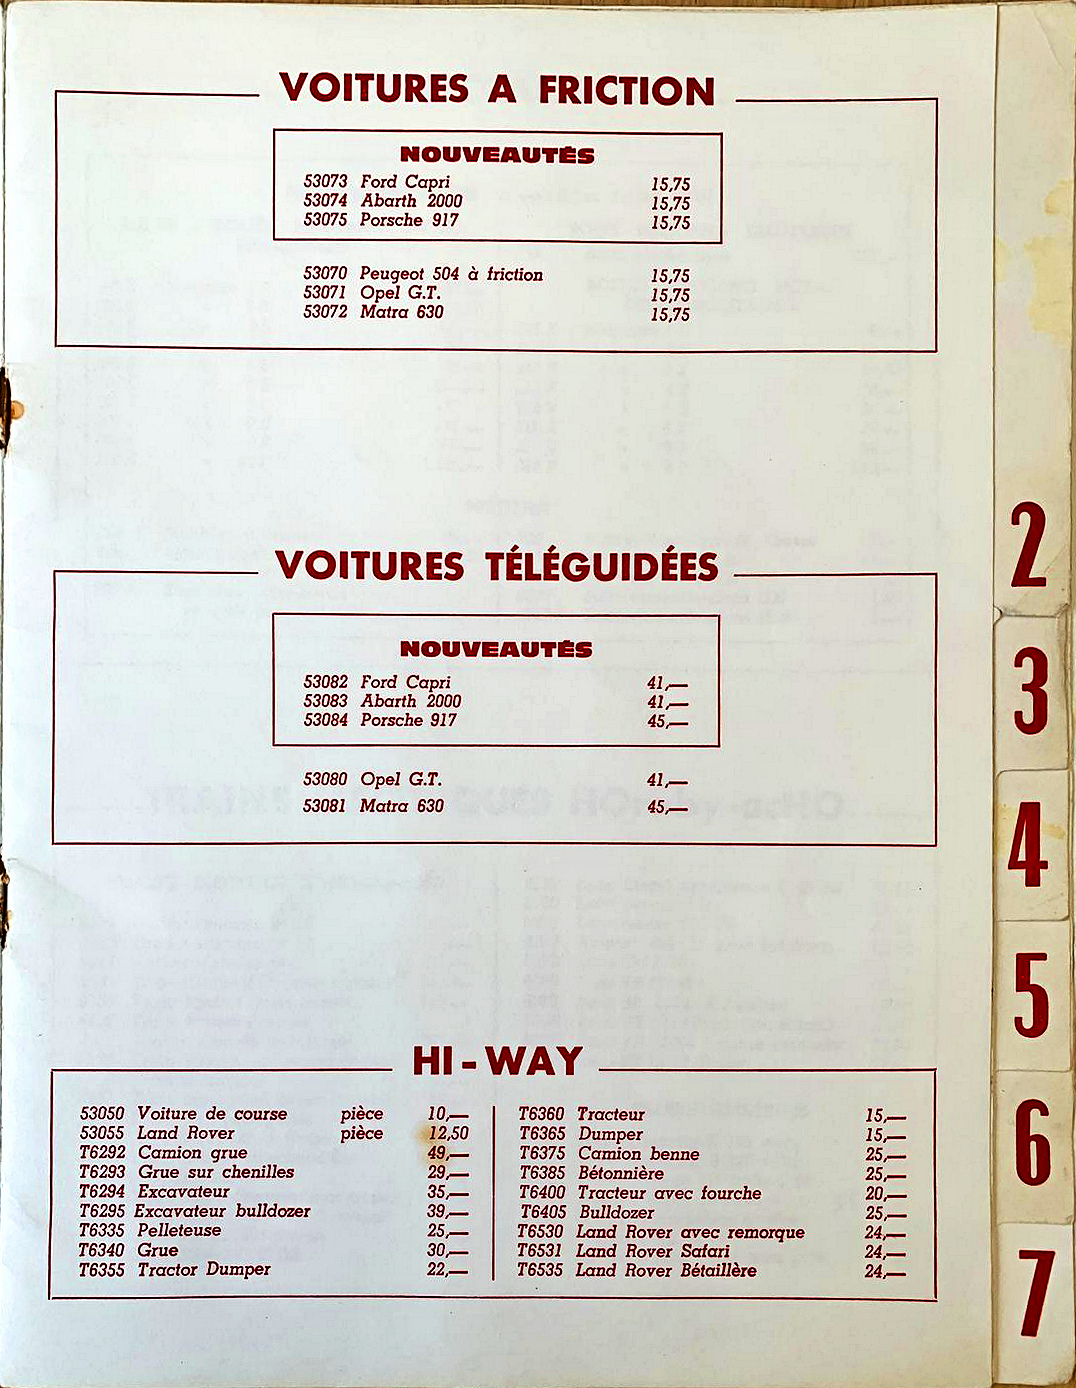 VOITURES A FRICTION
NOUVEAUTÉS
53073 Ford Capri 15,75
53074 Abarth 2000 15,75
53075 Porsche 917 15,75
53070 Peugeot 504 à friction 15,75
53071 Opel G.T. 15,75
53072 Matra 630 15,75
VOITURES TÉLÉGUIDÉES
NOUVEAUTÉS
53082 Ford Capri 41,—
53083 Abarth 2000 41,—
53084 Porsche 917 45,—
53080 Opel G.T. 41,—
53081 Matra 630 45,—
HI-WAY
53050 Voiture de course pièce 10,—
53055 Land Rover pièce 12,50
T6292 Camion grue 49,—
T6293 Grue sur chenilles 29,—
T6294 Excavateur 35,—
T6295 Excavateur bulldozer 39,—
T6335 Pelleteuse 25,—
T6340 Grue 30,—
T6355 Tractor Dumper 22,—
T6360 Tracteur 15,—
T6365 Dumper 15,—
T6375 Camion benne 25,—
T6385 Bétonnière 25,—
T6400 Tracteur avec fourche 20,—
T6405 Bulldozer 25,—
T6530 Land Rover avec remorque 24,—
T6531 Land Rover Safari 24,—
T6535 Land Rover Bétaillère 24,—
2
3
4
5
6
7